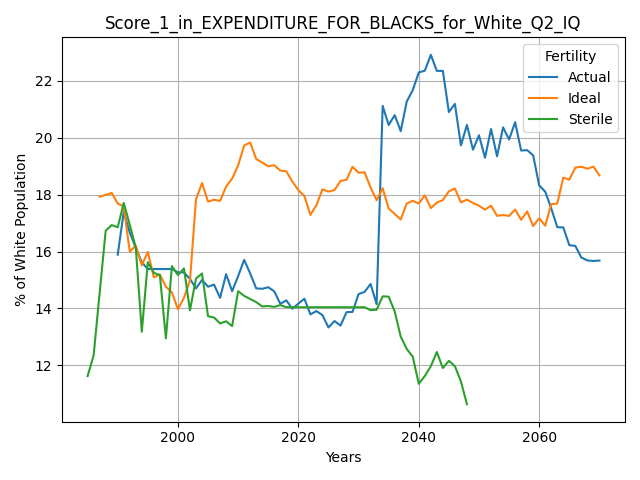 Score_1_in_EXPENDITURE_FOR_BLACKS_for_White_Q2_IQ
Fertility
Actual
Ideal
Sterile
% of White Population
22
20
18
16
14
12
2000 2020 2040 2060
Years